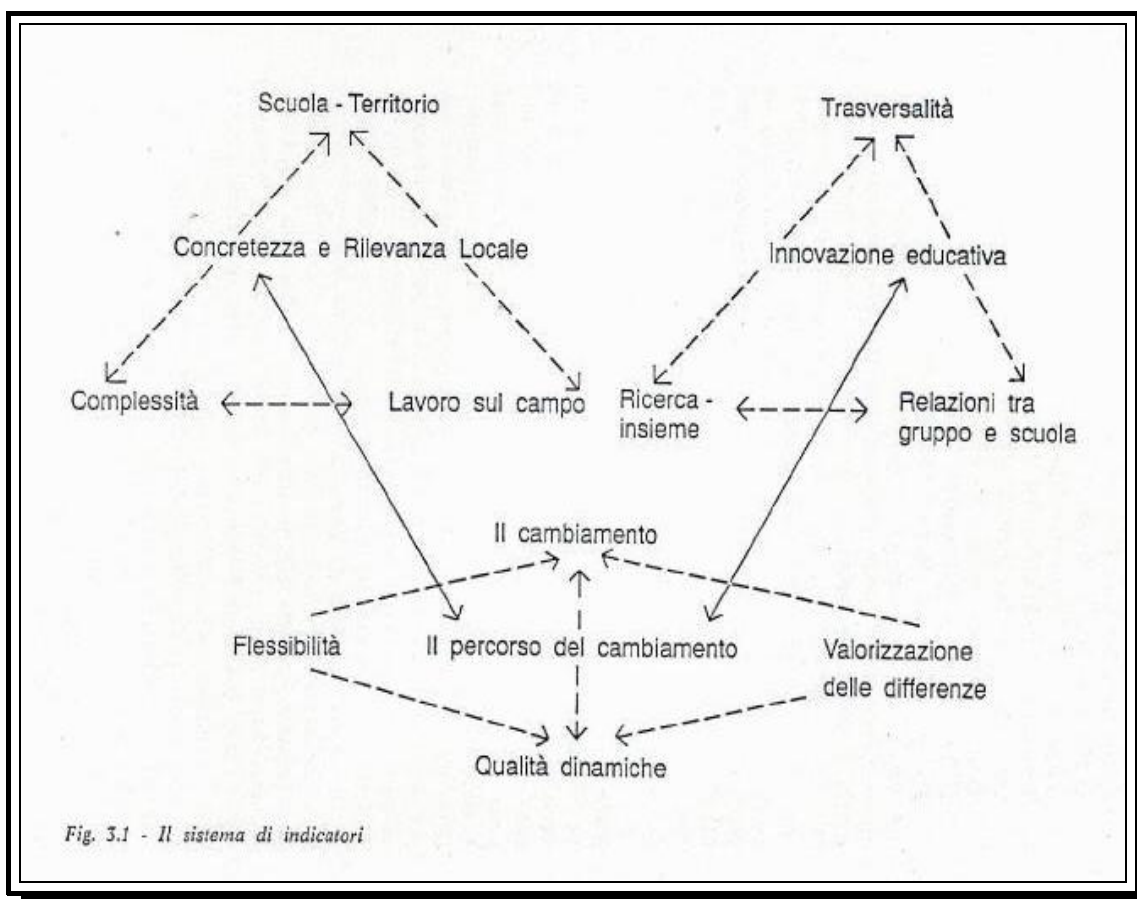 Scuola - Territorio
Trasversalità
Concretezza e Rilevanza Locale
Innovazione educativa
Complessità
Lavoro sul campo
Ricerca -
insieme
Relazioni tra
gruppo e scuola
Il cambiamento
Flessibilità
Il percorso del cambiamento
Valorizzazione
delle differenze
Qualità dinamiche
Fig. 3.1 - Il sistema di indicatori